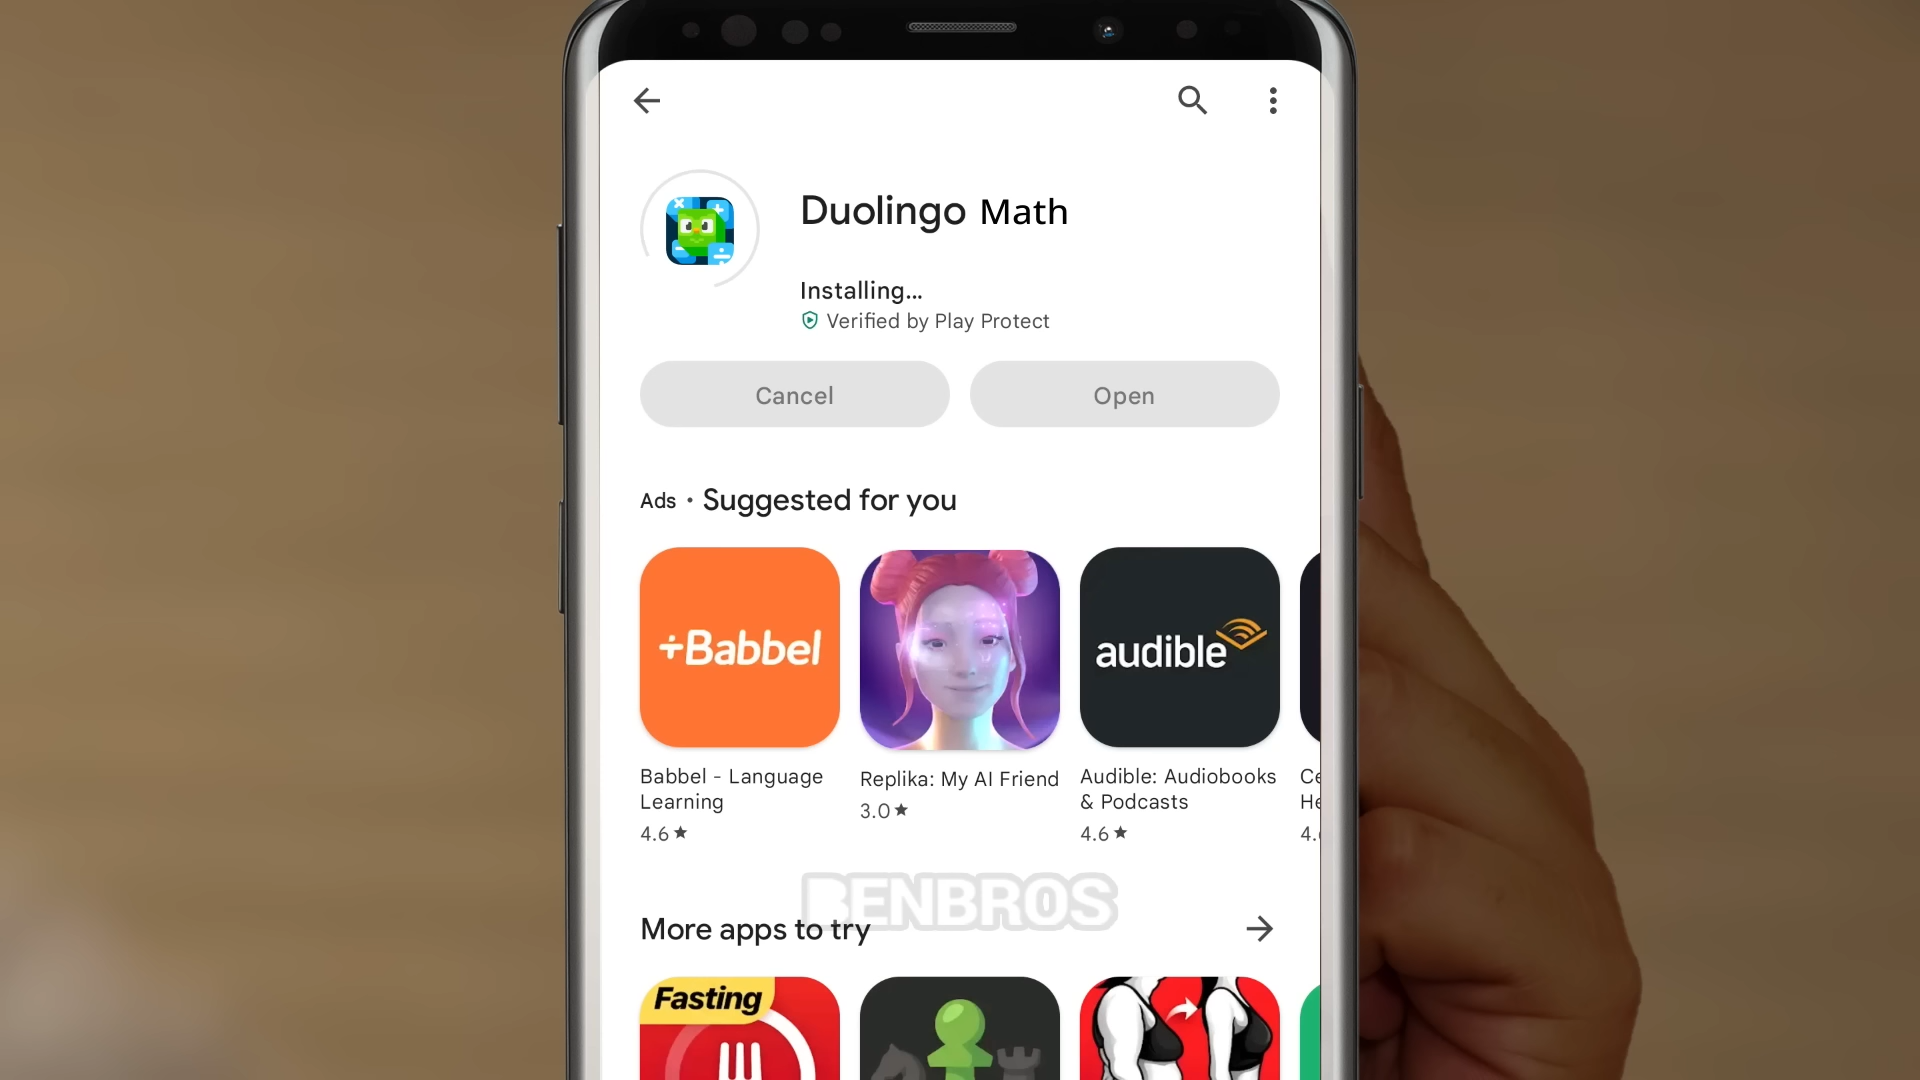 Duolingo Math
Installing...
Verified by Play Protect
Cancel
Open
Ads • Suggested for you
+Babbel
audible
Babbel - Language
Learning
4.6 ★
Replika: My AI Friend
3.0 ★
Audible: Audiobooks
& Podcasts
4.6 ★
BENBROS
More apps to try
Fasting